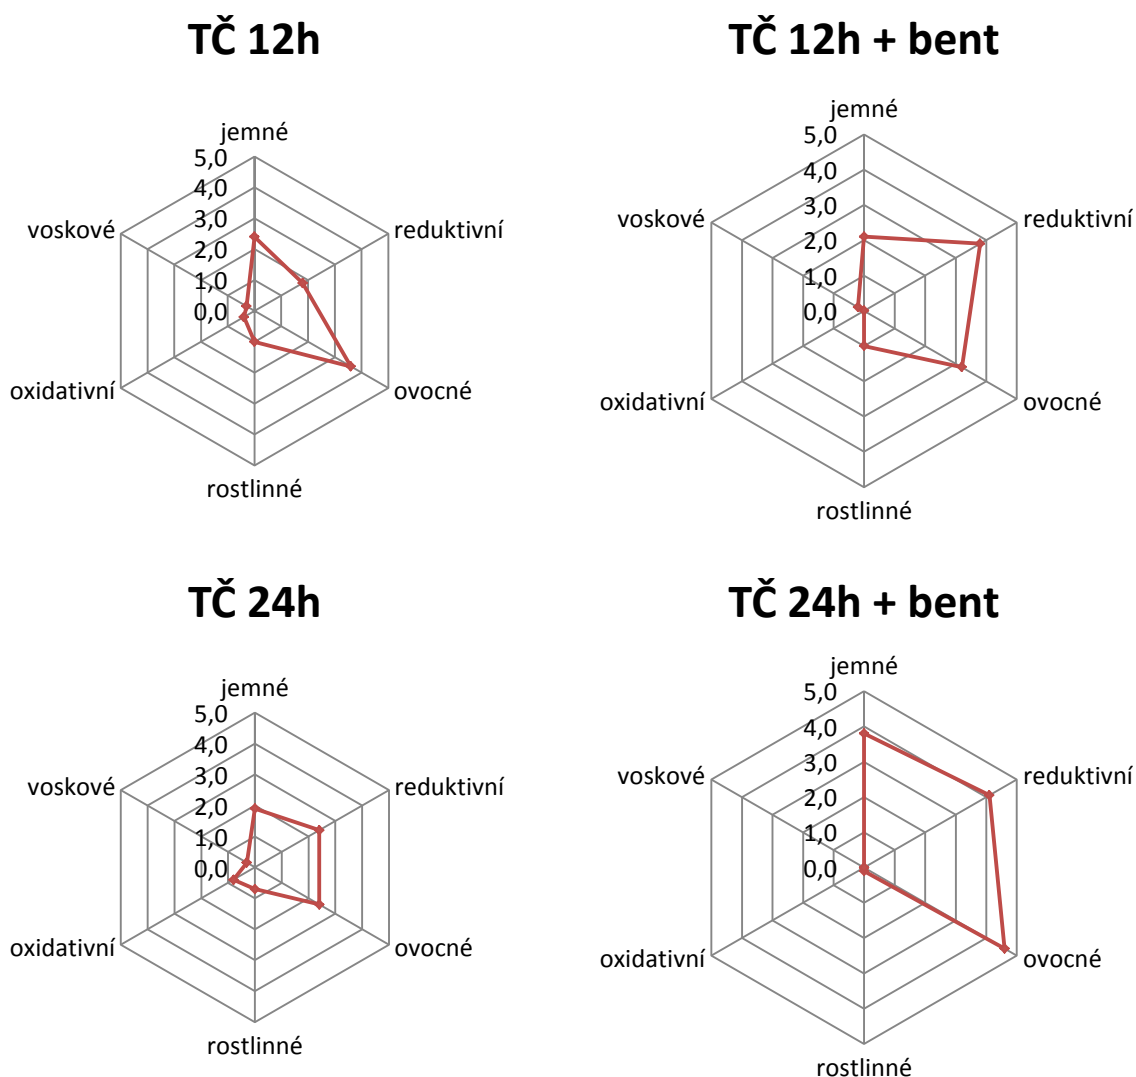 TČ 12h
jemné
5,0
4,0
3,0
2,0
1,0
0,0
voskové
reduktivní
oxidativní
ovocné
rostlinné
TČ 12h + bent
jemné
5,0
4,0
3,0
2,0
1,0
0,0
voskové
reduktivní
oxidativní
ovocné
rostlinné
TČ 24h
jemné
5,0
4,0
3,0
2,0
1,0
0,0
voskové
reduktivní
oxidativní
ovocné
rostlinné
TČ 24h + bent
jemné
5,0
4,0
3,0
2,0
1,0
0,0
voskové
reduktivní
oxidativní
ovocné
rostlinné